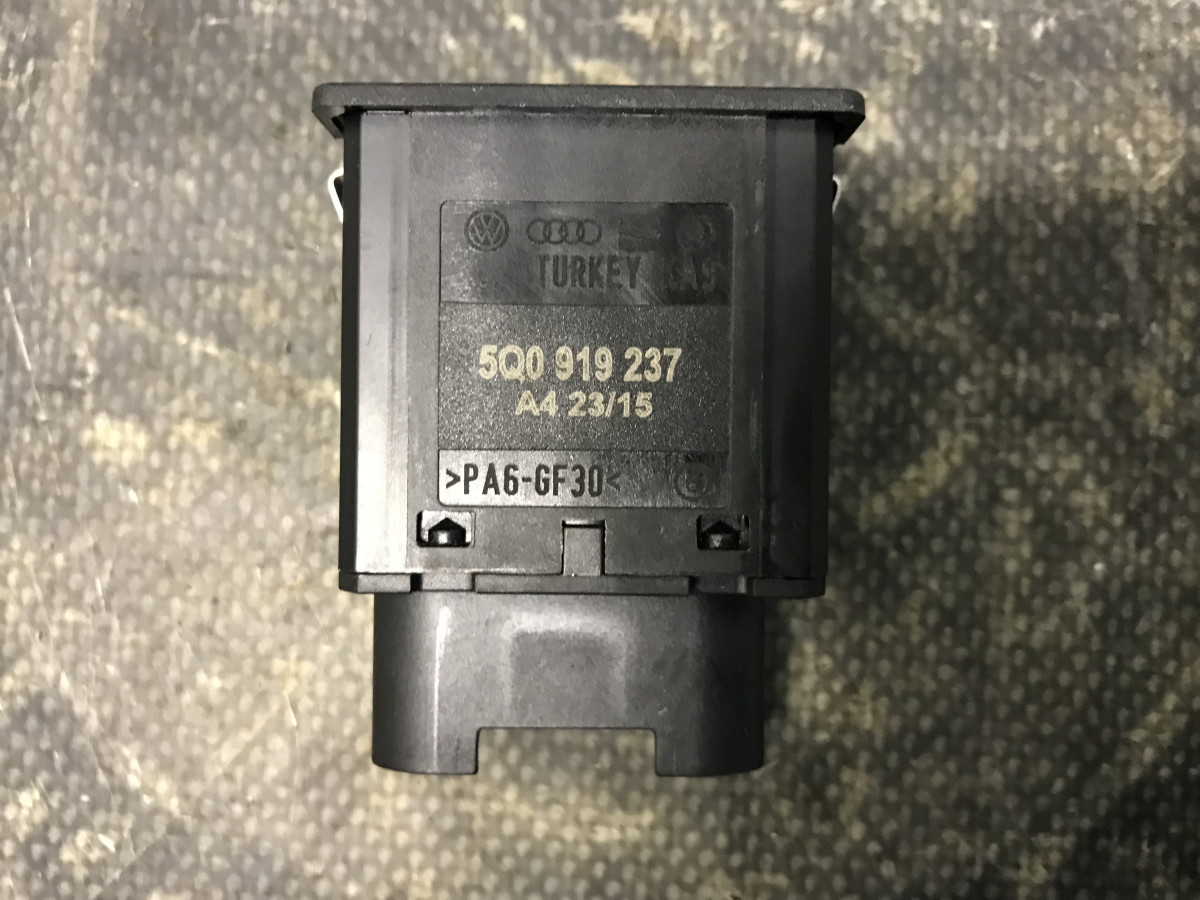 TURKEY
5Q0 919 237
A4 23/15
>PA6-GF30<